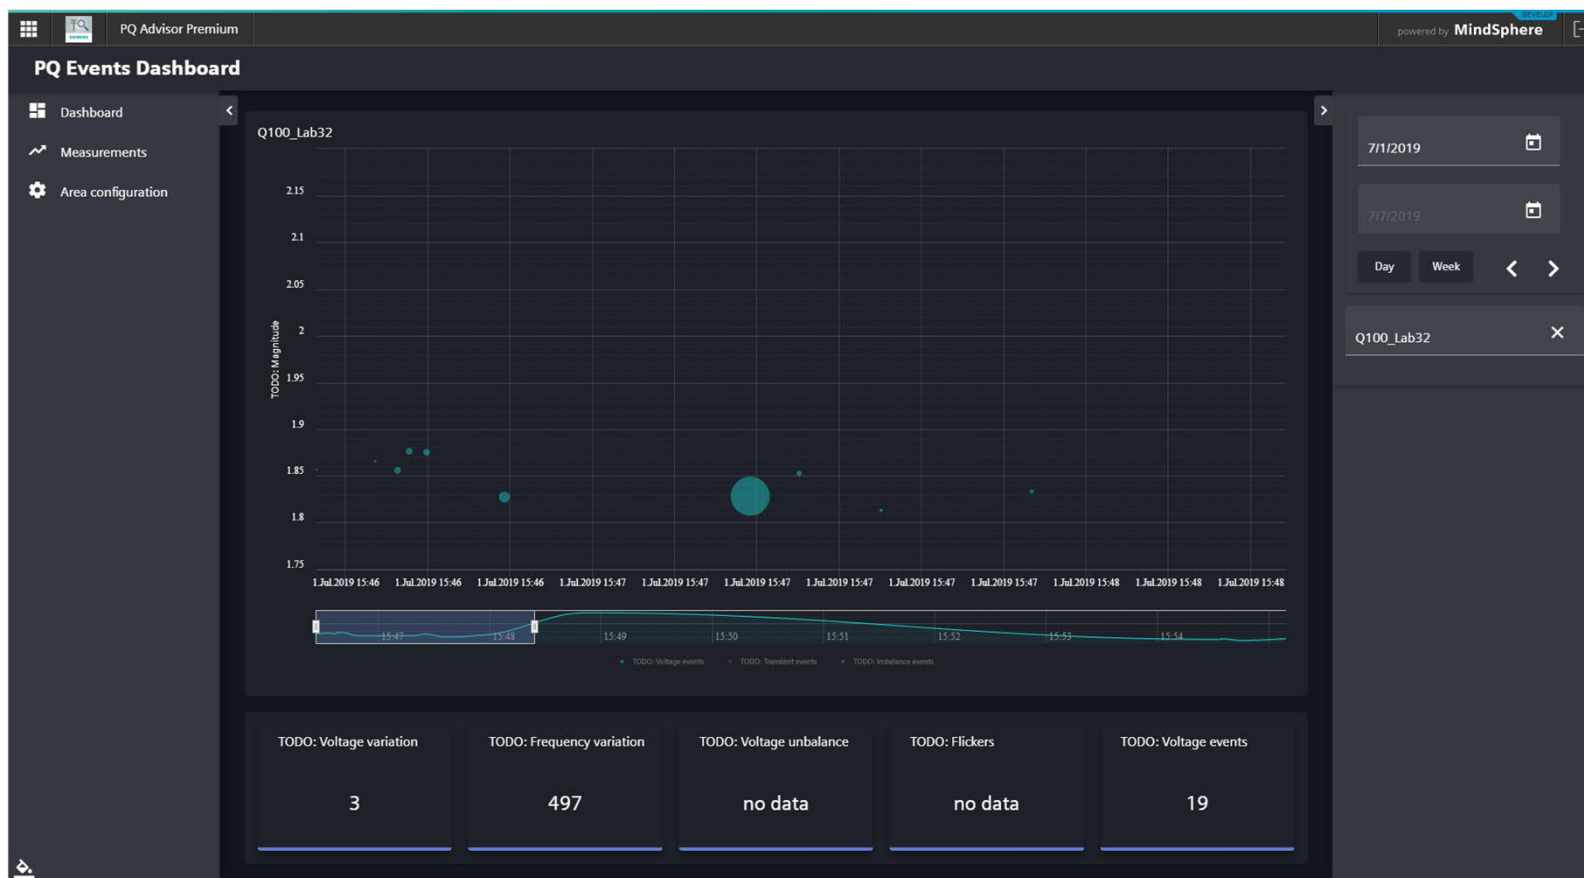 DEVELOP
PQ Advisor Premium
powered by MindSphere
SIEMENS
PQ Events Dashboard
Dashboard
Measurements
Area configuration
Q100_Lab32
TODO: Magnitude
2.15
2.1
2.05
2
1.95
1.9
1.85
1.8
1.75
1.Jul.2019 15:46 1.Jul.2019 15:46 1.Jul.2019 15:46 1.Jul.2019 15:47 1.Jul.2019 15:47 1.Jul.2019 15:47 1.Jul.2019 15:47 1.Jul.2019 15:47 1.Jul.2019 15:47 1.Jul.2019 15:48 1.Jul.2019 15:48 1.Jul.2019 15:48
15:47 15:48 15:49 15:50 15:51 15:52 15:53 15:54
TODO: Voltage events TODO: Transient events TODO: Imbalance events
TODO: Voltage variation
3
TODO: Frequency variation
497
TODO: Voltage unbalance
no data
TODO: Flickers
no data
TODO: Voltage events
19
7/1/2019
7/7/2019
Day Week
Q100_Lab32